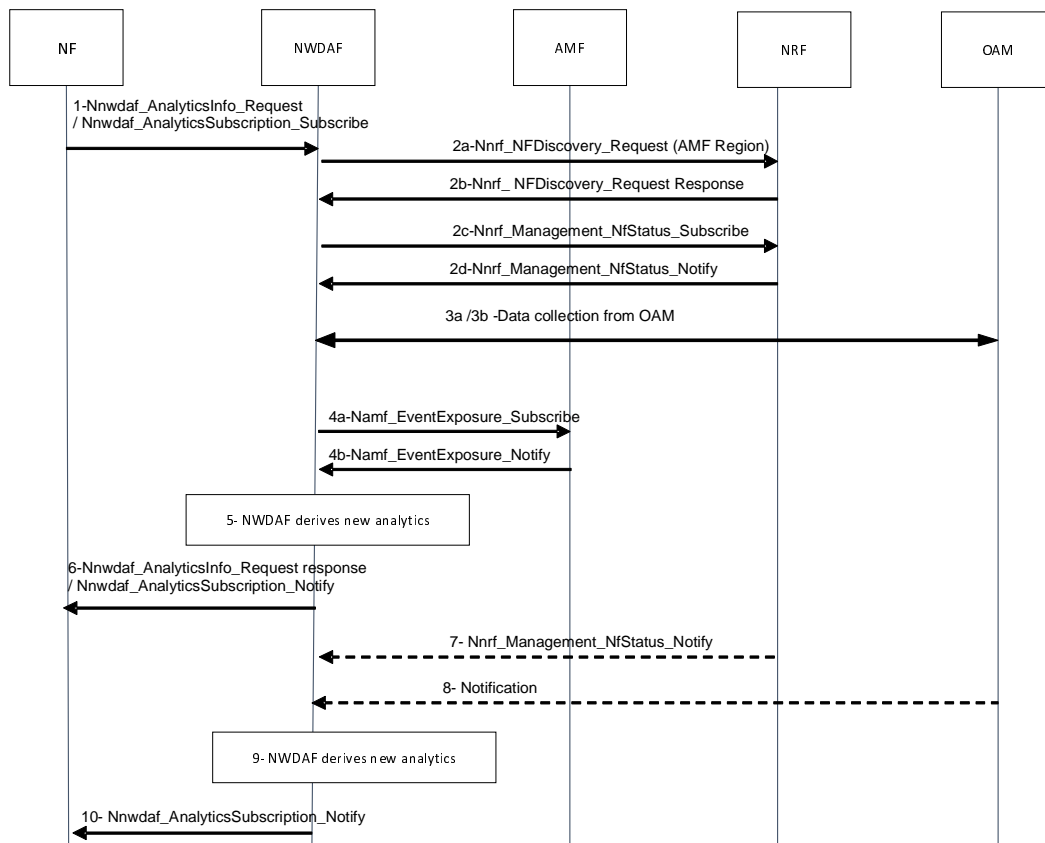 NF
NWDAF
AMF
NRF
OAM
1-Nnwdaf_AnalyticsInfo_Request
/ Nnwdaf_AnalyticsSubscription_Subscribe
2a-Nnrf_NFDiscovery_Request (AMF Region)
2b-Nnrf_ NFDiscovery_Request Response
2c-Nnrf_Management_NfStatus_Subscribe
2d-Nnrf_Management_NfStatus_Notify
3a /3b -Data collection from OAM
4a-Namf_EventExposure_Subscribe
4b-Namf_EventExposure_Notify
5- NWDAF derives new analytics
6-Nnwdaf_AnalyticsInfo_Request response
/ Nnwdaf_AnalyticsSubscription_Notify
7- Nnrf_Management_NfStatus_Notify
8- Notification
9- NWDAF derives new analytics
10- Nnwdaf_AnalyticsSubscription_Notify